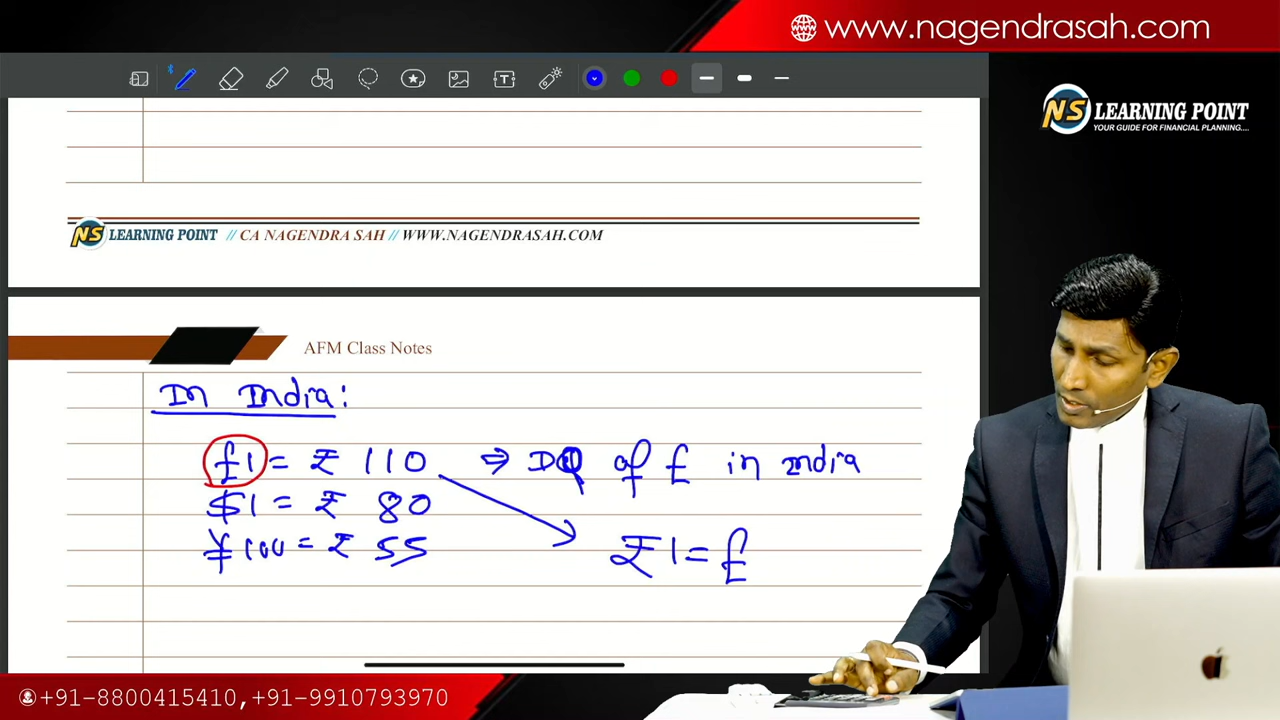 www.nagendrasah.com
NS LEARNING POINT
YOUR GUIDE FOR FINANCIAL PLANNING....
NS LEARNING POINT // CA NAGENDRA SAH // WWW.NAGENDRASAH.COM
AFM Class Notes
In India:
£1 = ₹ 110 ⇒ DQ of £ in India
$1 = ₹ 80
¥100 = ₹ 55
₹1 = £
+91-8800415410,+91-9910793970